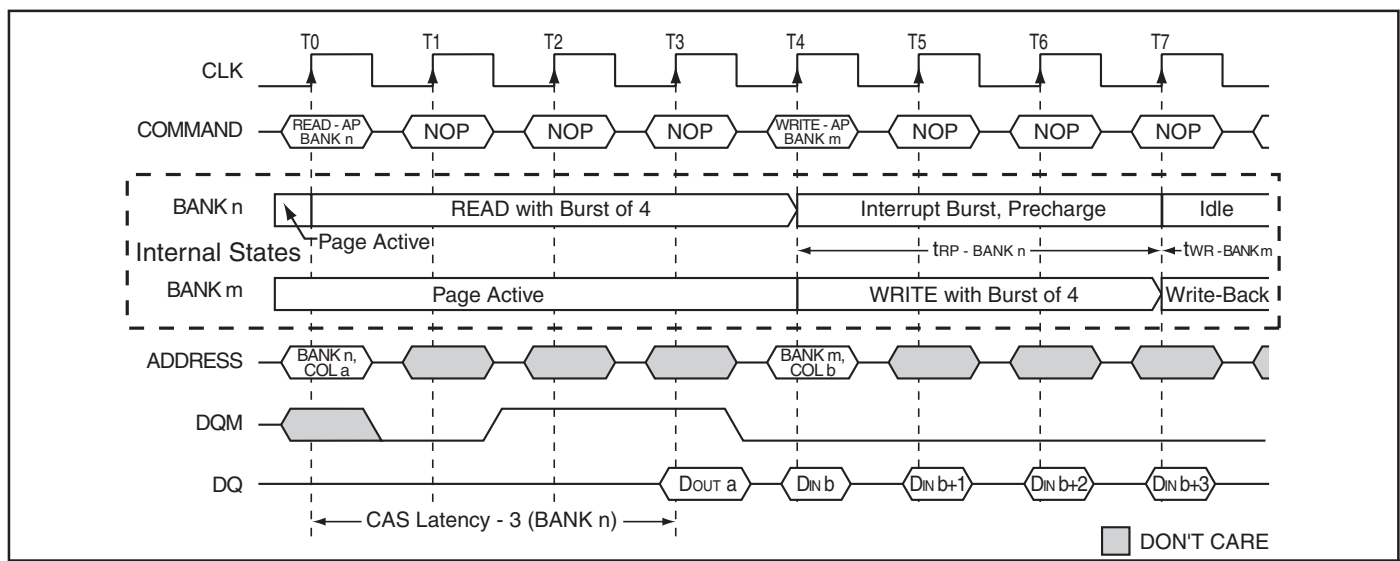 T0 T1 T2 T3 T4 T5 T6 T7
CLK
COMMAND READ - AP BANK n NOP NOP NOP WRITE - AP BANK m NOP NOP NOP
BANK n READ with Burst of 4 Interrupt Burst, Precharge Idle
Page Active
Internal States
tRP - BANK n tWR - BANK m
BANK m Page Active WRITE with Burst of 4 Write-Back
ADDRESS BANK n, COL a BANK m, COL b
DQM
DQ DOUT a DIN b DIN b+1 DIN b+2 DIN b+3
CAS Latency - 3 (BANK n)
DON'T CARE